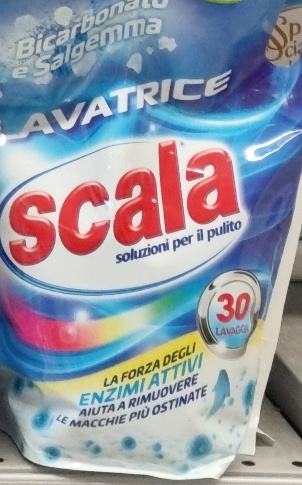 Bicarbonato
e Salgemma
LAVATRICE
scala
soluzioni per il pulito
30
LAVAGGI
LA FORZA DEGLI
ENZIMI ATTIVI
AIUTA A RIMUOVERE
LE MACCHIE PIÙ OSTINATE